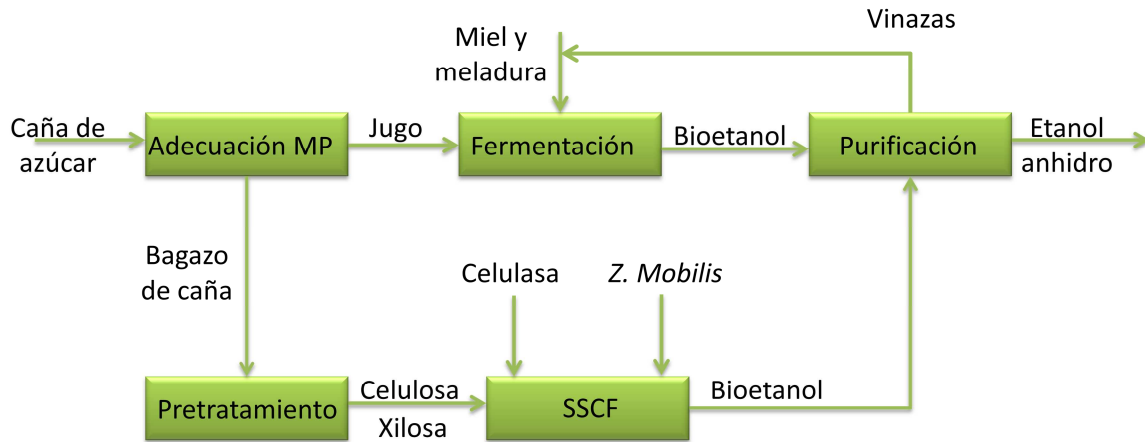 Vinazas
Miel y
meladura
Caña de
azúcar
Adecuación MP
Jugo
Fermentación
Bioetanol
Purificación
Etanol
anhidro
Bagazo
de caña
Celulasa
Z. Mobilis
Pretratamiento
Celulosa
Xilosa
SSCF
Bioetanol